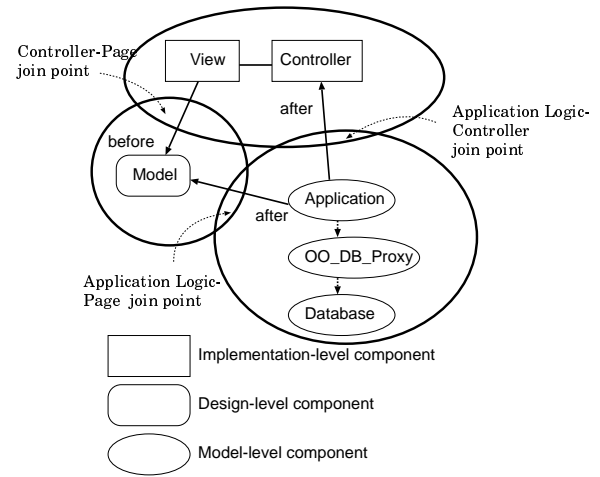 Controller-Page
join point
View
Controller
after
Application Logic-
Controller
join point
before
Model
Application
after
OO_DB_Proxy
Application Logic-
Page join point
Database
Implementation-level component
Design-level component
Model-level component